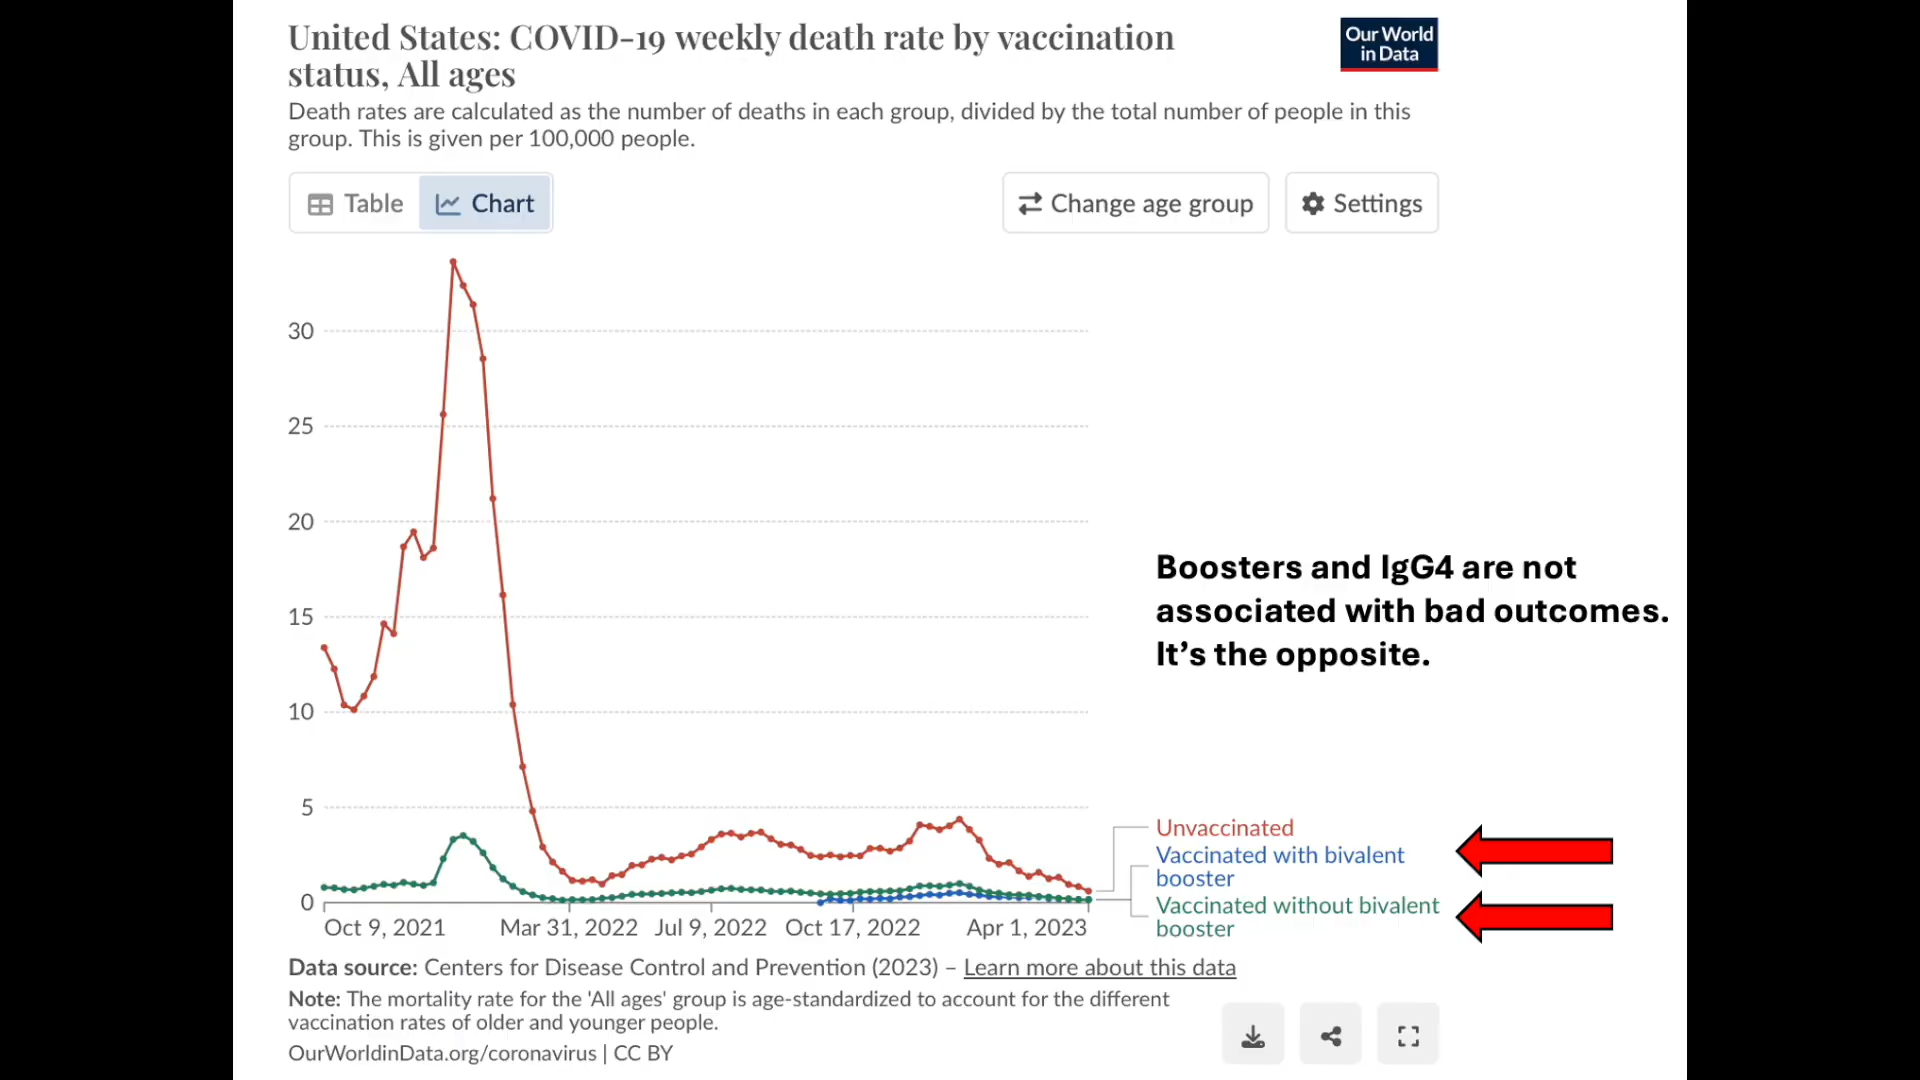 United States: COVID-19 weekly death rate by vaccination
status, All ages
Our World
in Data
Death rates are calculated as the number of deaths in each group, divided by the total number of people in this
group. This is given per 100,000 people.
Table
Chart
Change age group
Settings
30
25
20
15
10
5
0
Boosters and IgG4 are not
associated with bad outcomes.
It’s the opposite.
Unvaccinated
Vaccinated with bivalent
booster
Vaccinated without bivalent
booster
Oct 9, 2021
Mar 31, 2022
Jul 9, 2022
Oct 17, 2022
Apr 1, 2023
Data source: Centers for Disease Control and Prevention (2023) – Learn more about this data
Note: The mortality rate for the 'All ages' group is age-standardized to account for the different
vaccination rates of older and younger people.
OurWorldinData.org/coronavirus | CC BY